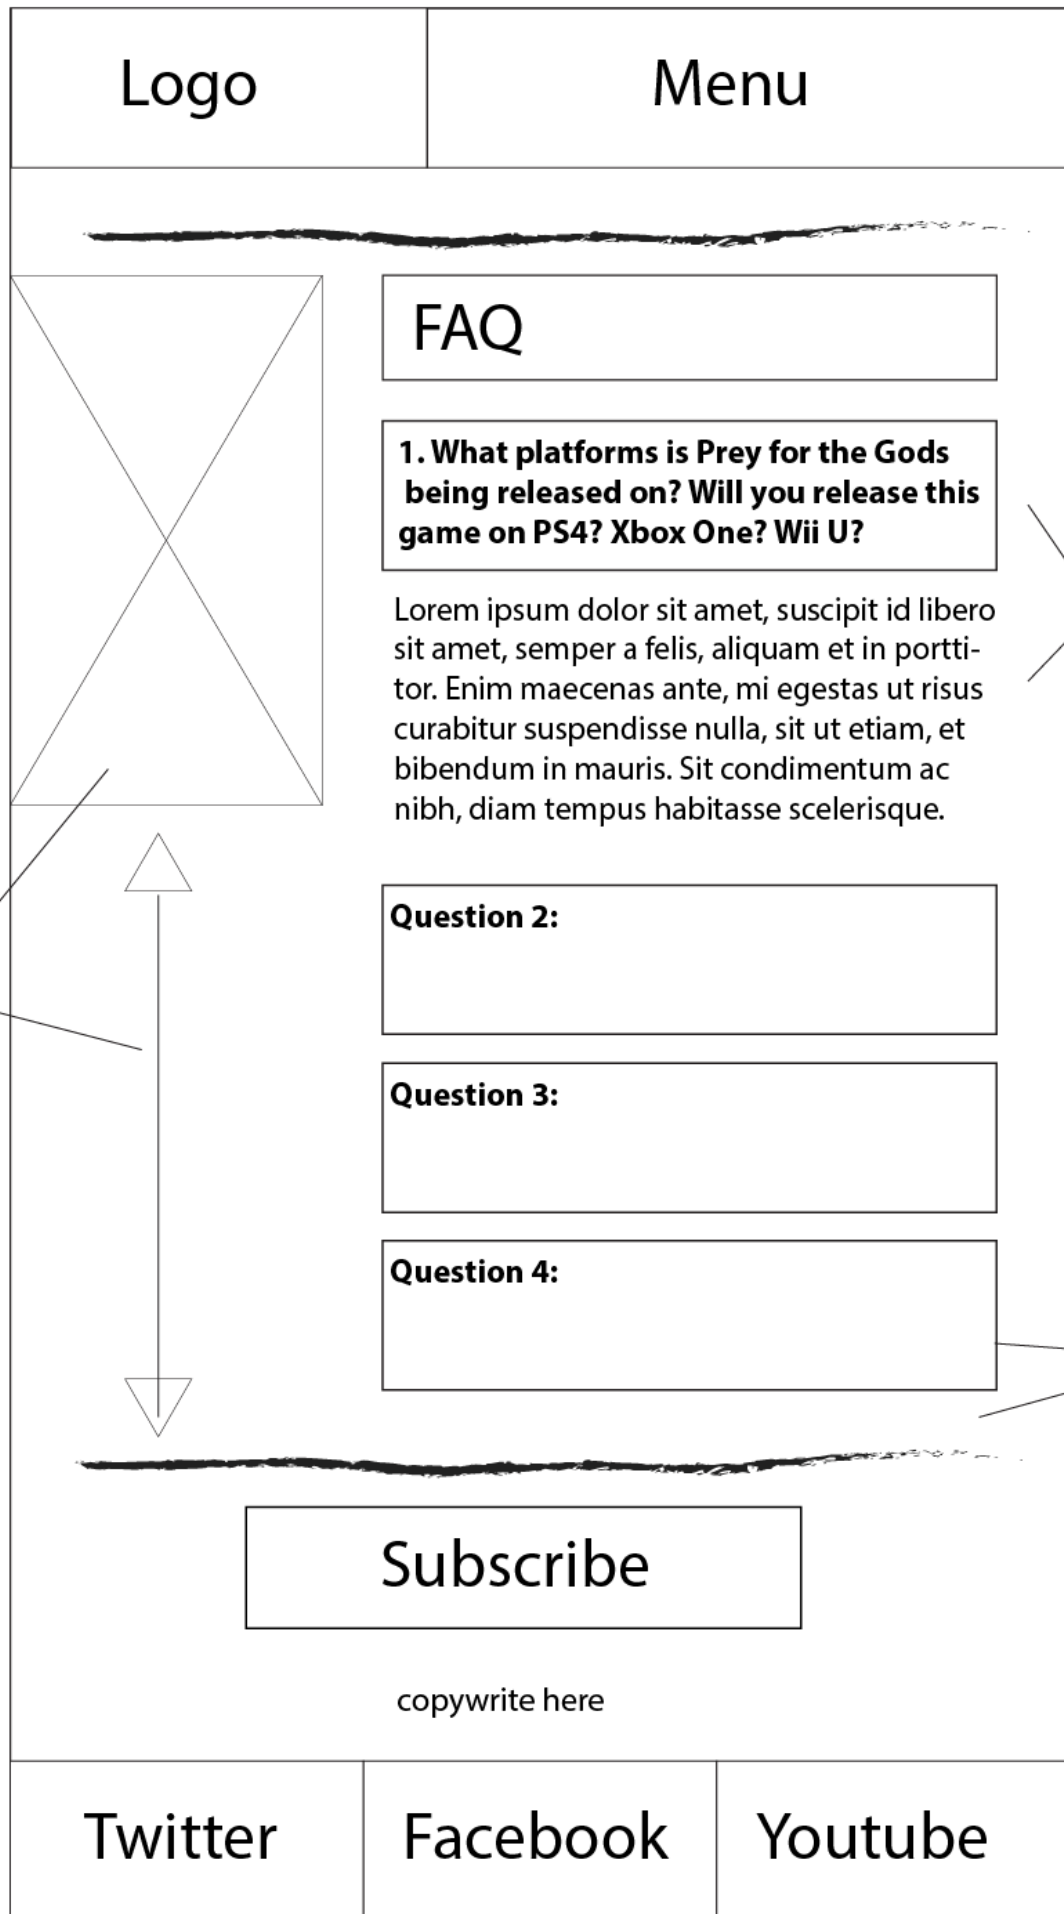 Logo
Menu
FAQ
1. What platforms is Prey for the Gods
being released on? Will you release this
game on PS4? Xbox One? Wii U?
Lorem ipsum dolor sit amet, suscipit id libero
sit amet, semper a felis, aliquam et in portti-
tor. Enim maecenas ante, mi egestas ut risus
curabitur suspendisse nulla, sit ut etiam, et
bibendum in mauris. Sit condimentum ac
nibh, diam tempus habitasse scelerisque.
Question 2:
Question 3:
Question 4:
Subscribe
copywrite here
Twitter
Facebook
Youtube